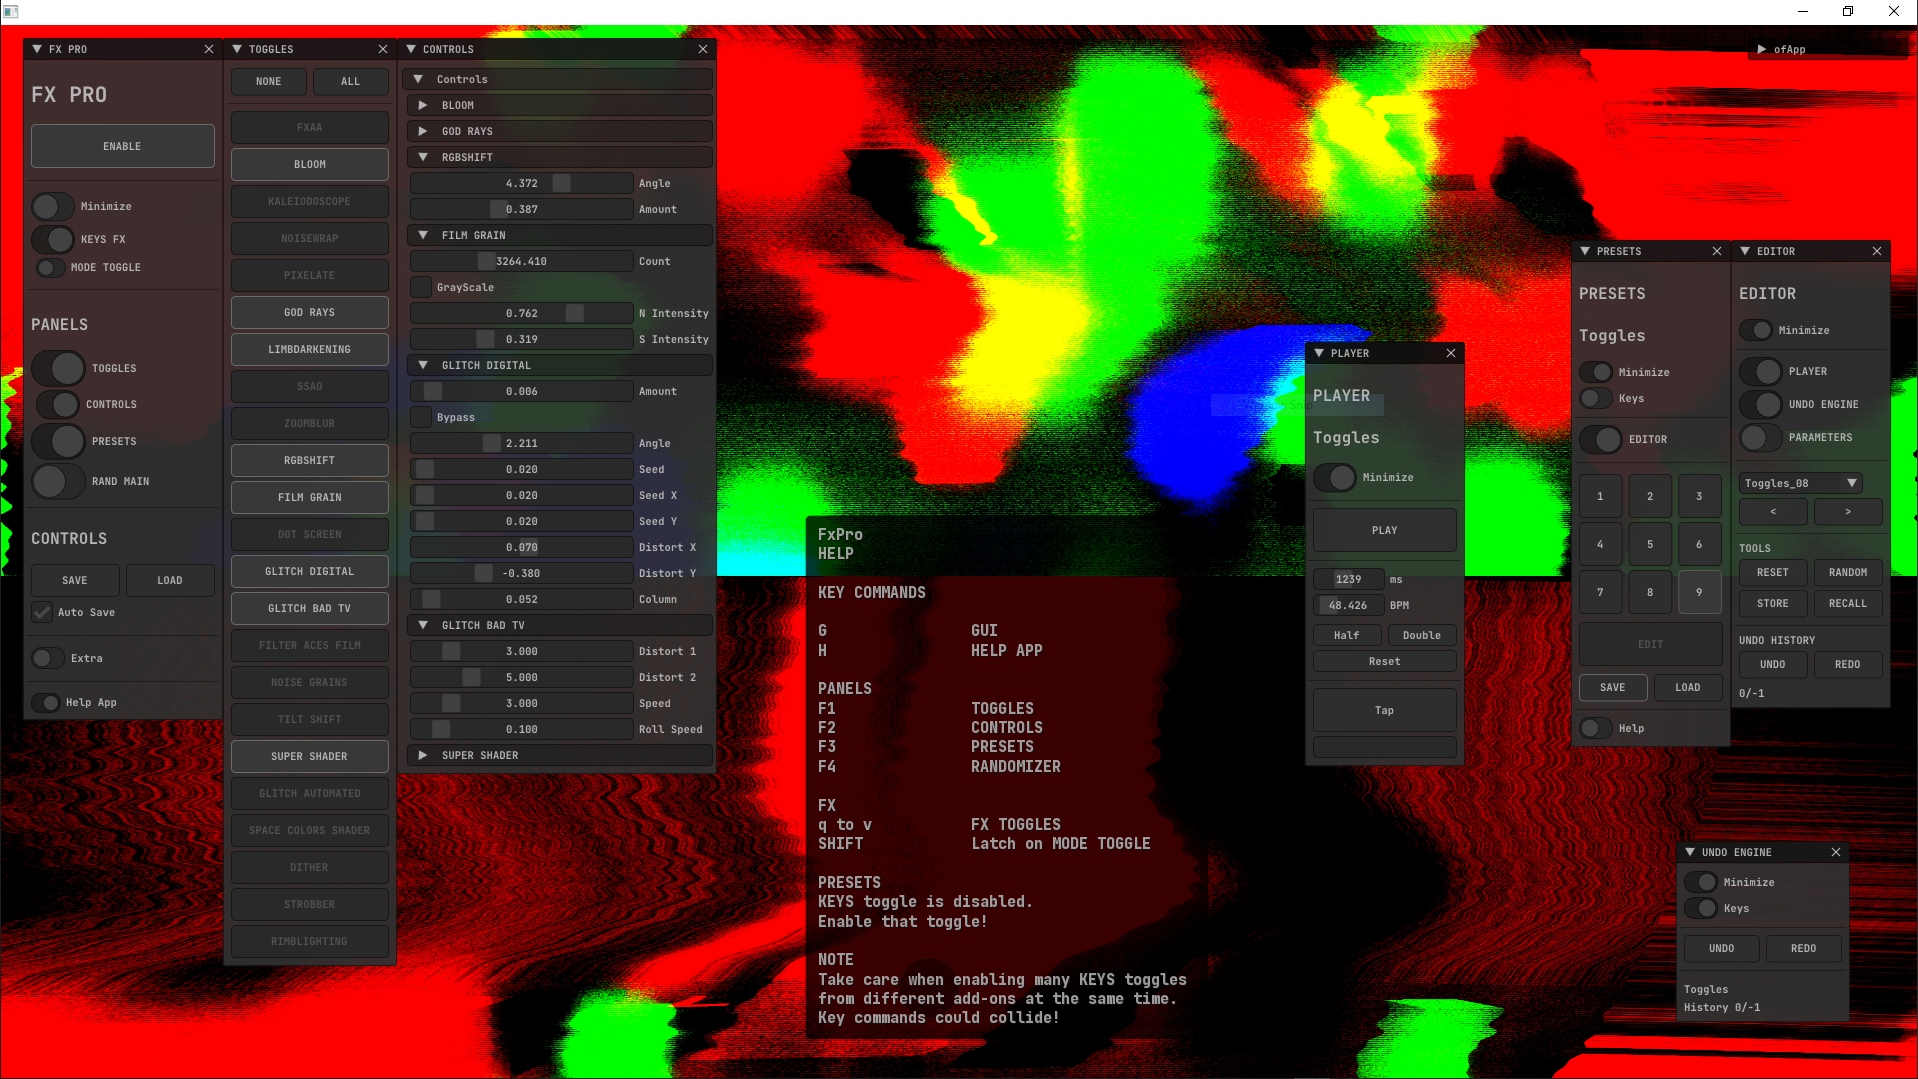 FX PRO
FX PRO
ENABLE
Minimize
KEYS FX
MODE TOGGLE
PANELS
TOGGLES
CONTROLS
PRESETS
RAND MAIN
CONTROLS
SAVE LOAD
Auto Save
Extra
Help App
TOGGLES
NONE ALL
FXAA
BLOOM
KALEIODOSCOPE
NOISEWRAP
PIXELATE
GOD RAYS
LIMBDARKENING
SSAO
ZOOMBLUR
RGBSHIFT
FILM GRAIN
DOT SCREEN
GLITCH DIGITAL
GLITCH BAD TV
FILTER ACES FILM
NOISE GRAINS
TILT SHIFT
SUPER SHADER
GLITCH AUTOMATED
SPACE COLORS SHADER
DITHER
STROBBER
RIMBLIGHTING
CONTROLS
Controls
BLOOM
GOD RAYS
RGBSHIFT
4.372 Angle
0.387 Amount
FILM GRAIN
3264.410 Count
GrayScale
0.762 N Intensity
0.319 S Intensity
GLITCH DIGITAL
0.006 Amount
Bypass
2.211 Angle
0.020 Seed
0.020 Seed X
0.020 Seed Y
0.070 Distort X
-0.380 Distort Y
0.052 Column
GLITCH BAD TV
3.000 Distort 1
5.000 Distort 2
3.000 Speed
0.100 Roll Speed
SUPER SHADER
FxPro
HELP
KEY COMMANDS
G GUI
H HELP APP
PANELS
F1 TOGGLES
F2 CONTROLS
F3 PRESETS
F4 RANDOMIZER
FX
q to v FX TOGGLES
SHIFT Latch on MODE TOGGLE
PRESETS
KEYS toggle is disabled.
Enable that toggle!
NOTE
Take care when enabling many KEYS toggles
from different add-ons at the same time.
Key commands could collide!
PLAYER
PLAYER
Toggles
Minimize
PLAY
1239 ms
48.426 BPM
Half Double
Reset
Tap
ofApp
PRESETS
PRESETS
Toggles
Minimize
Keys
EDITOR
1 2 3
4 5 6
7 8 9
EDIT
SAVE LOAD
Help
EDITOR
EDITOR
Minimize
PLAYER
UNDO ENGINE
PARAMETERS
Toggles_08
< >
TOOLS
RESET RANDOM
STORE RECALL
UNDO HISTORY
UNDO REDO
0/-1
UNDO ENGINE
Minimize
Keys
UNDO REDO
Toggles
History 0/-1